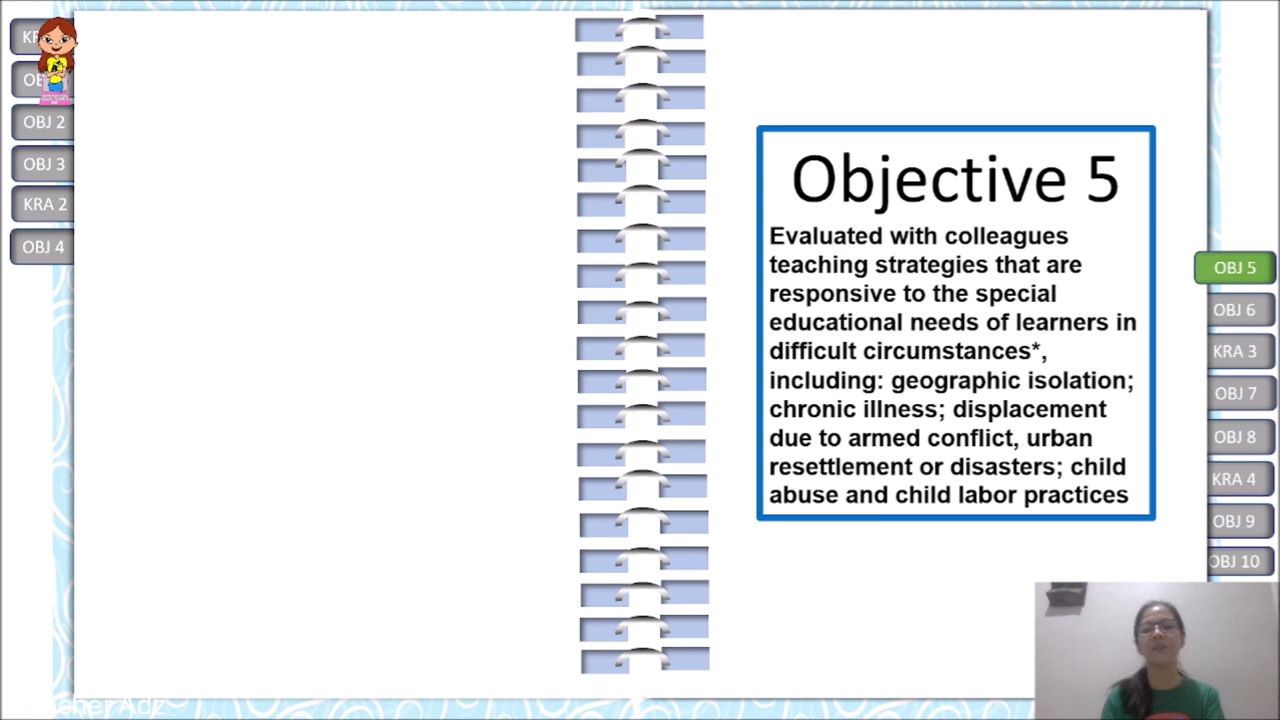 OBJ 2
OBJ 3
KRA 2
OBJ 4
Objective 5
Evaluated with colleagues
teaching strategies that are
responsive to the special
educational needs of learners in
difficult circumstances*,
including: geographic isolation;
chronic illness; displacement
due to armed conflict, urban
resettlement or disasters; child
abuse and child labor practices
OBJ 5
OBJ 6
KRA 3
OBJ 7
OBJ 8
KRA 4
OBJ 9
OBJ 10
Adz